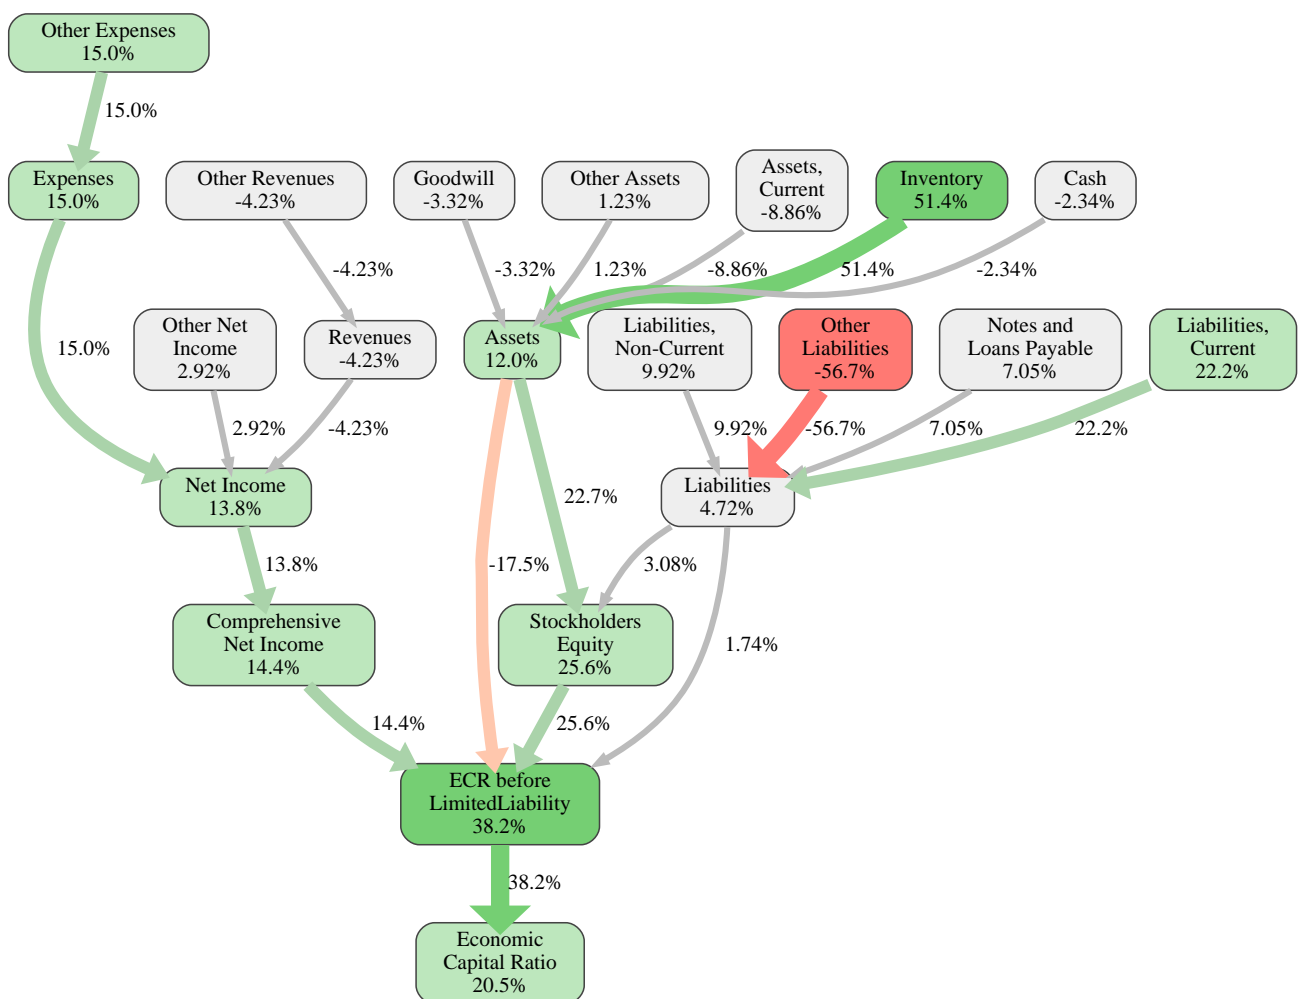 Other Expenses
15.0%
15.0%
Expenses
15.0%
Other Revenues
-4.23%
Goodwill
-3.32%
Other Assets
1.23%
Assets,
Current
-8.86%
Inventory
51.4%
Cash
-2.34%
-4.23%
-3.32%
1.23%
-8.86%
51.4%
-2.34%
15.0%
Other Net
Income
2.92%
Revenues
-4.23%
Assets
12.0%
Liabilities,
Non-Current
9.92%
Other
Liabilities
-56.7%
Notes and
Loans Payable
7.05%
Liabilities,
Current
22.2%
2.92%
-4.23%
9.92%
-56.7%
7.05%
22.2%
Net Income
13.8%
22.7%
Liabilities
4.72%
13.8%
-17.5%
3.08%
Comprehensive
Net Income
14.4%
Stockholders
Equity
25.6%
1.74%
14.4%
25.6%
ECR before
LimitedLiability
38.2%
38.2%
Economic
Capital Ratio
20.5%